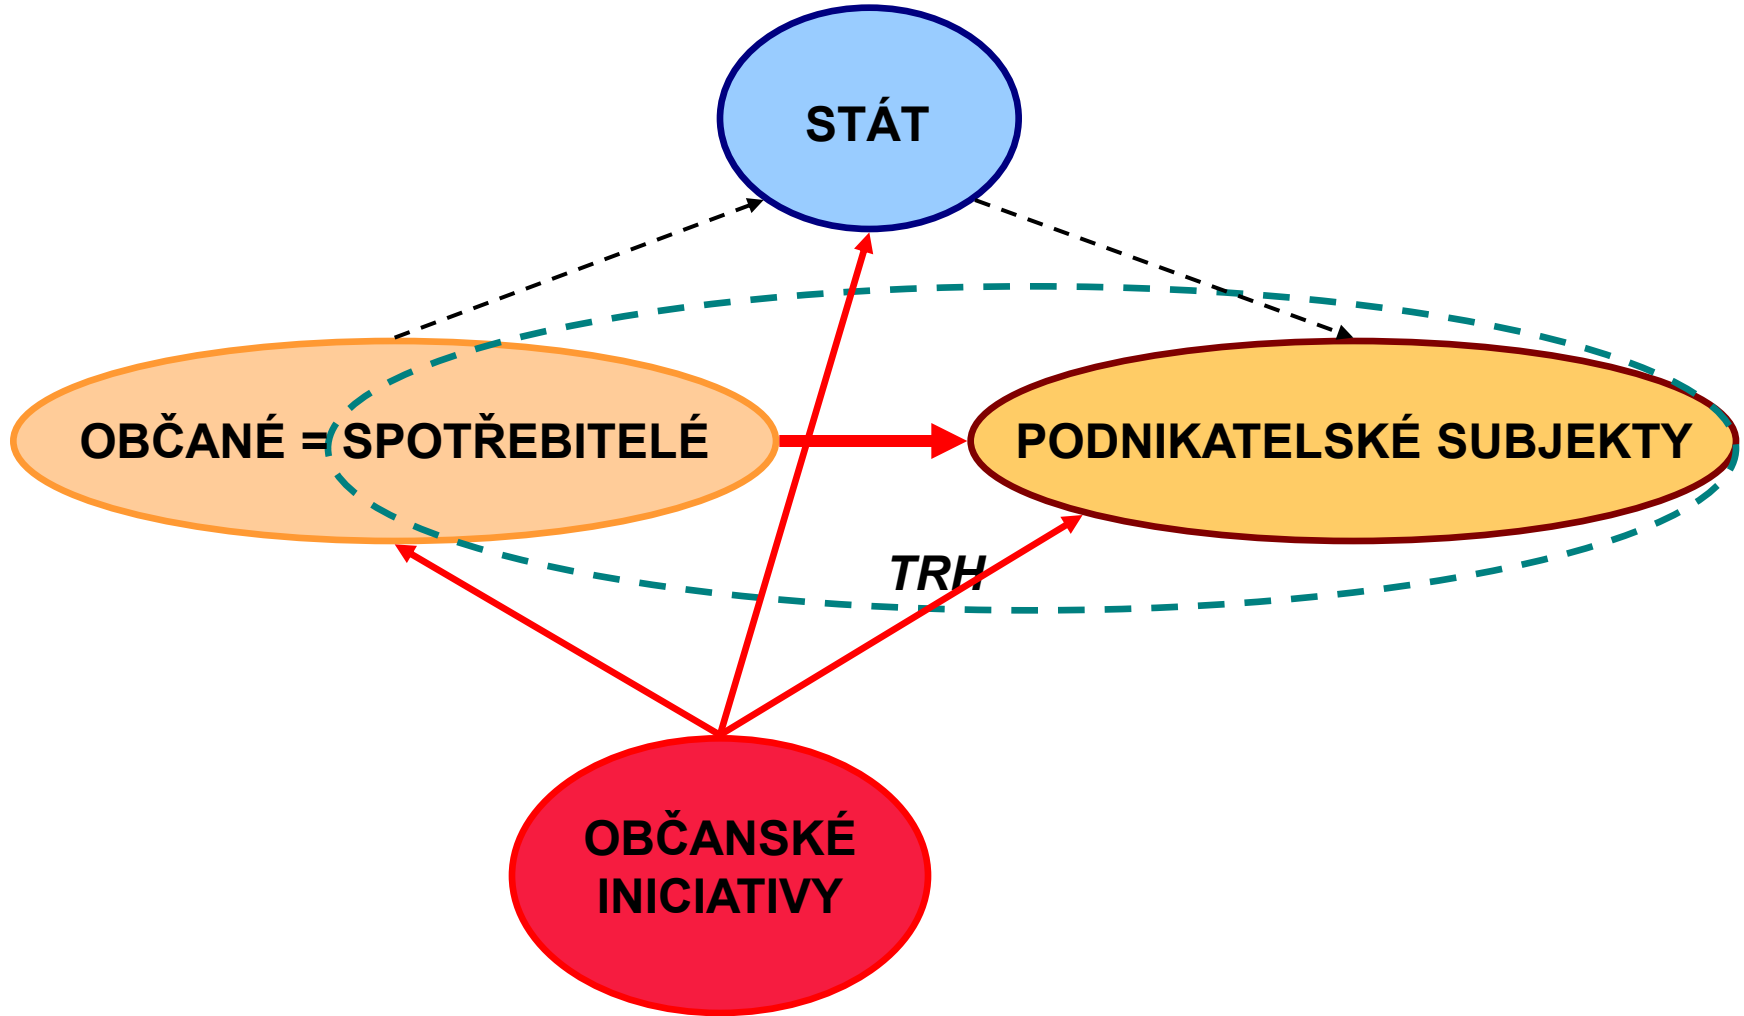 STÁT
OBČANÉ = SPOTŘEBITELÉ
PODNIKATELSKÉ SUBJEKTY
TRH
OBČANSKÉ
INICIATIVY